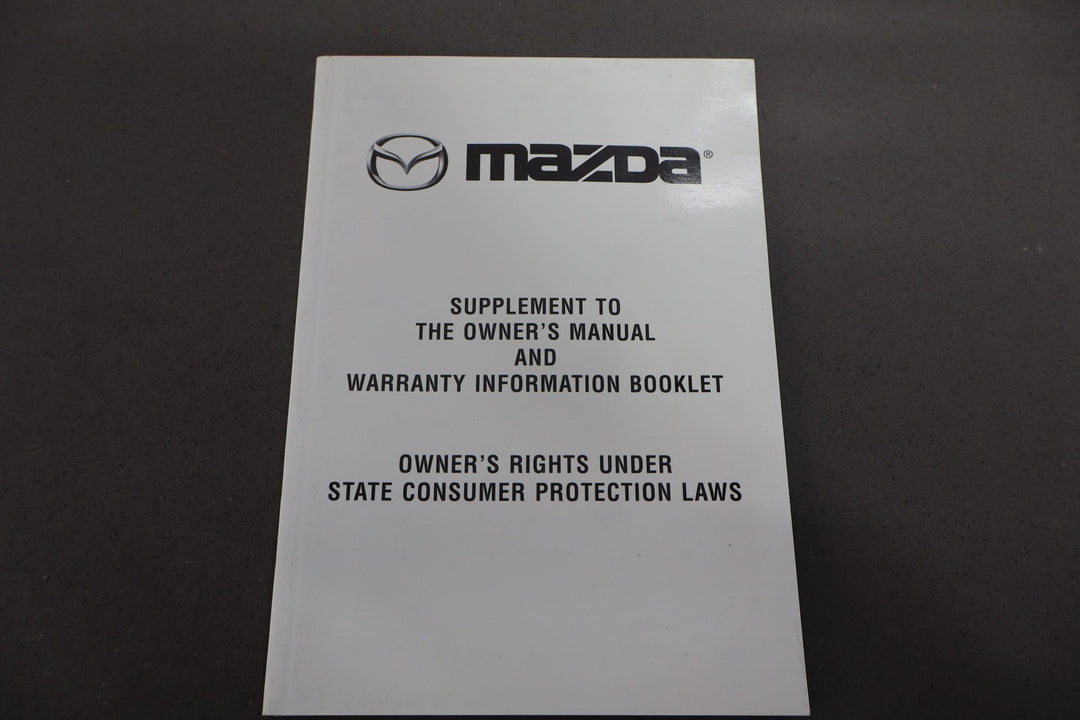 mazda®
SUPPLEMENT TO
THE OWNER'S MANUAL
AND
WARRANTY INFORMATION BOOKLET
OWNER'S RIGHTS UNDER
STATE CONSUMER PROTECTION LAWS